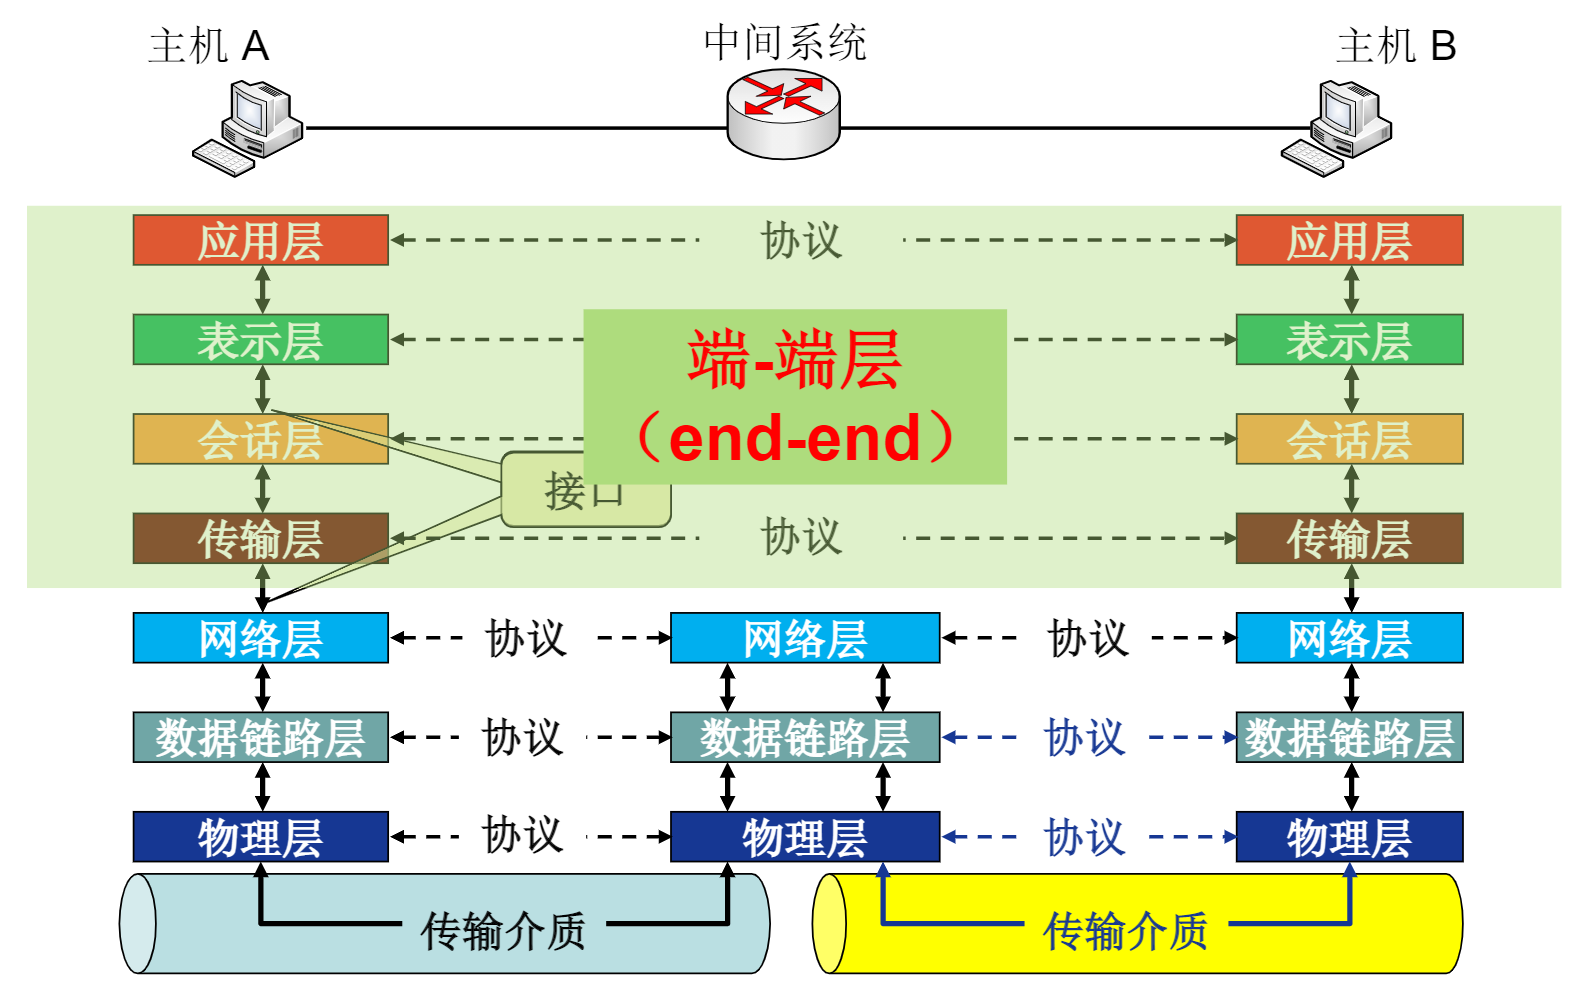 主机 A
中间系统
主机 B
应用层
协议
应用层
表示层
端-端层
（end-end）
表示层
会话层
会话层
接口
传输层
协议
传输层
网络层
协议
网络层
协议
网络层
数据链路层
协议
数据链路层
协议
数据链路层
物理层
协议
物理层
协议
物理层
传输介质
传输介质